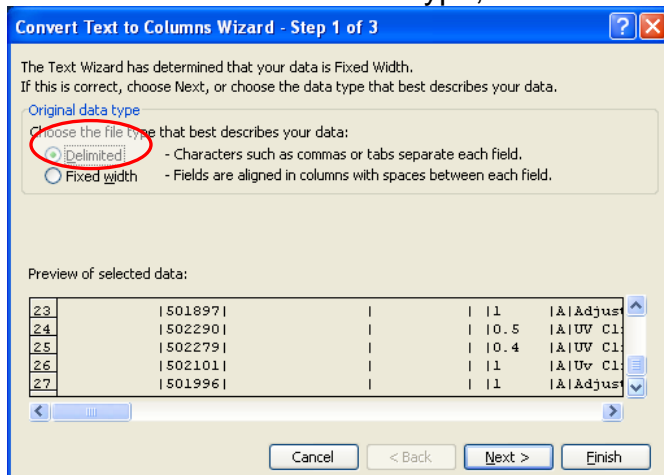 Convert Text to Columns Wizard - Step 1 of 3
The Text Wizard has determined that your data is Fixed Width.
If this is correct, choose Next, or choose the data type that best describes your data.
Original data type
Choose the file type that best describes your data:
Delimited - Characters such as commas or tabs separate each field.
Fixed width - Fields are aligned in columns with spaces between each field.
Preview of selected data:
23 |501897| | | |1 |A|Adjust
24 |502290| | | |0.5 |A|UV Cl
25 |502279| | | |0.4 |A|UV Cl
26 |502101| | | |1 |A|Uv Cl
27 |501996| | | |1 |A|Adjust
Cancel < Back Next > Finish